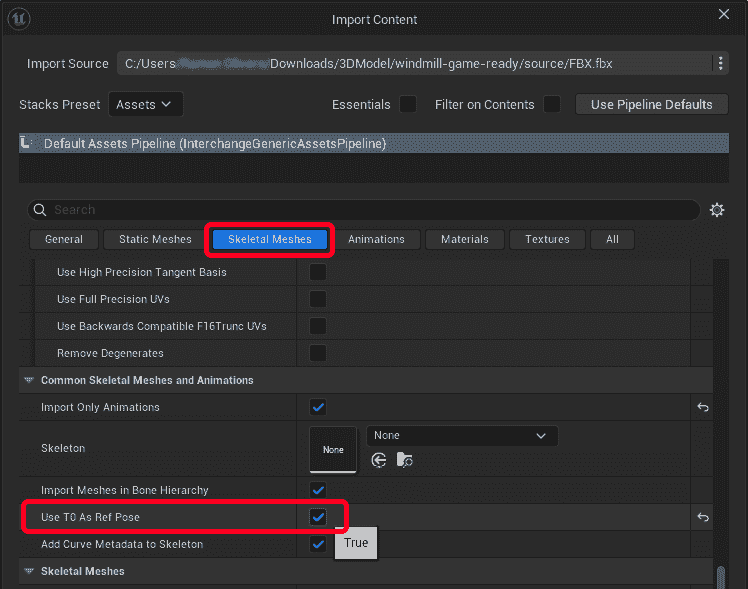 Import Content
Import Source C:/Users/ /Downloads/3DModel/windmill-game-ready/source/FBX.fbx
Stacks Preset Assets Essentials Filter on Contents Use Pipeline Defaults
Default Assets Pipeline (InterchangeGenericAssetsPipeline)
Search
General Static Meshes Skeletal Meshes Animations Materials Textures All
Use High Precision Tangent Basis
Use Full Precision UVs
Use Backwards Compatible F16Trunc UVs
Remove Degenerates
Common Skeletal Meshes and Animations
Import Only Animations
None
Skeleton None
Import Meshes in Bone Hierarchy
Use T0 As Ref Pose
Add Curve Metadata to Skeleton True
Skeletal Meshes